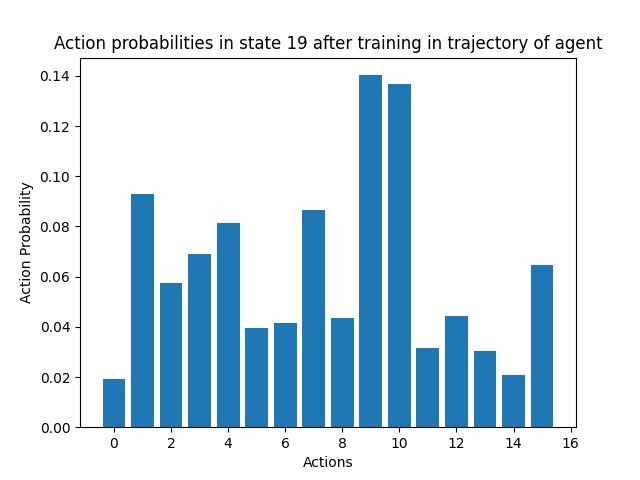 Action probabilities in state 19 after training in trajectory of agent
0.14
0.12
0.10
0.08
0.06
0.04
0.02
0.00
Action Probability
0 2 4 6 8 10 12 14 16
Actions